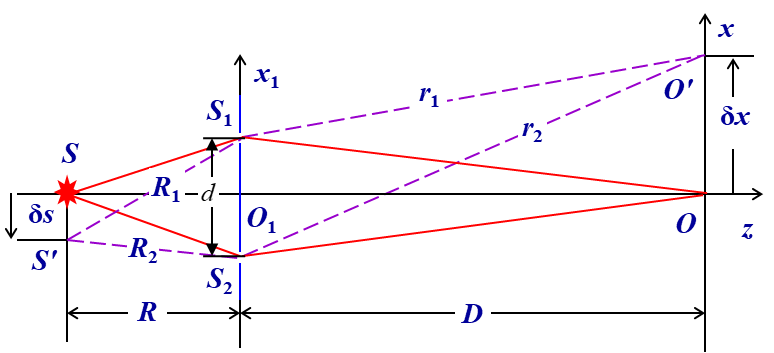 x
x₁
r₁
O′
S₁
δx
r₂
S
R₁
d
δs
O₁
O
z
S′
R₂
S₂
R
D